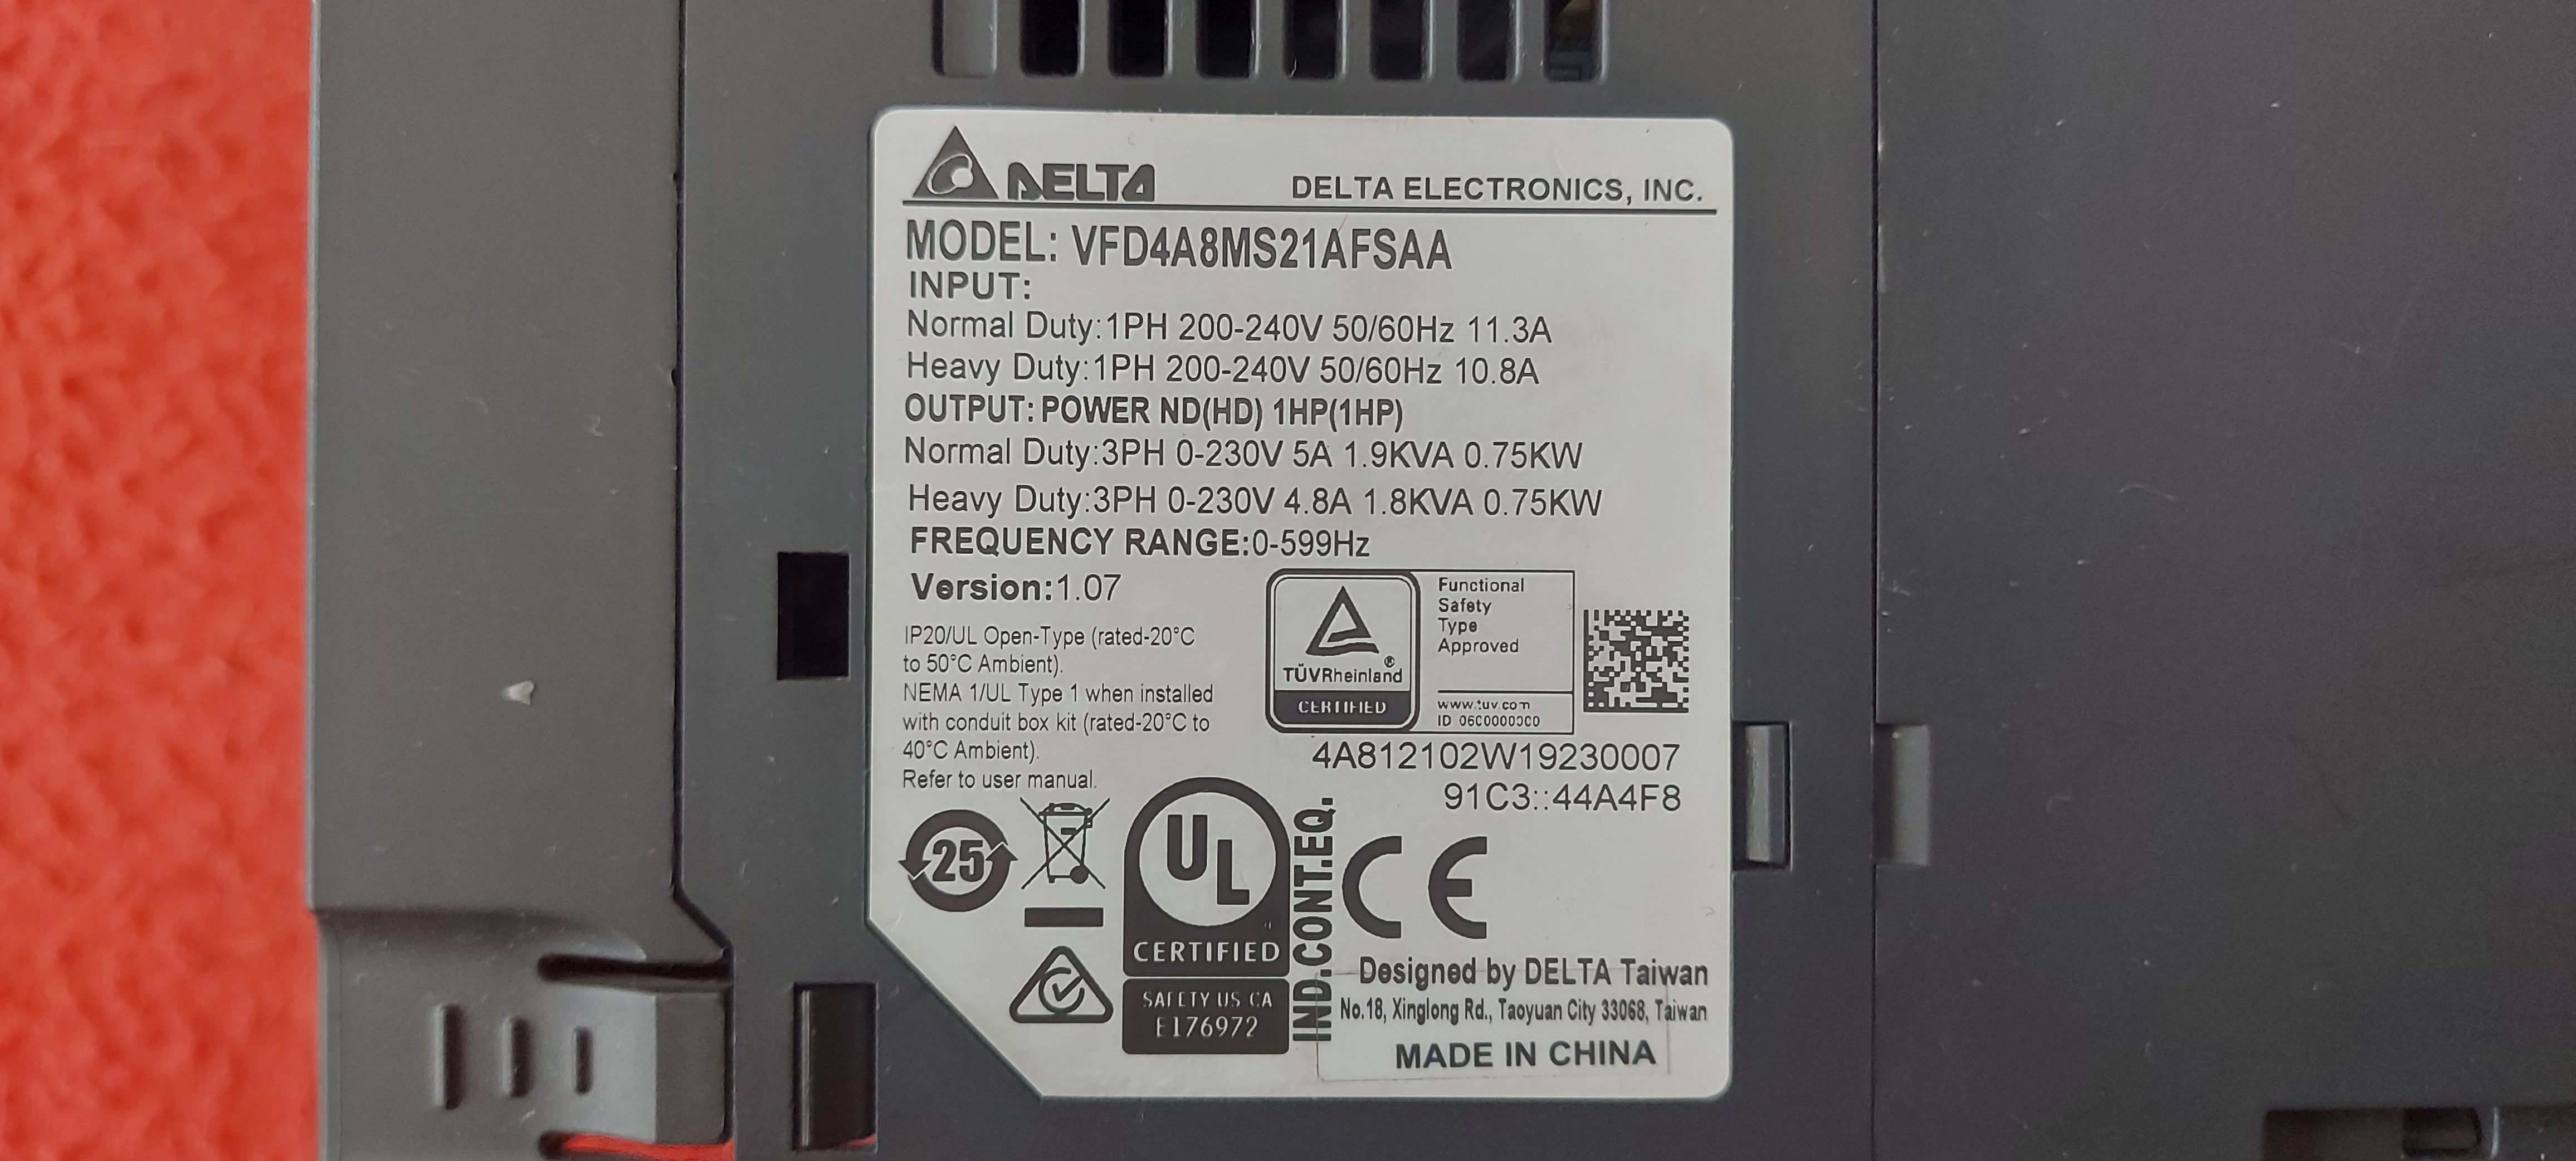 DELTA DELTA ELECTRONICS, INC.
MODEL: VFD4A8MS21AFSAA
INPUT:
Normal Duty:1PH 200-240V 50/60Hz 11.3A
Heavy Duty:1PH 200-240V 50/60Hz 10.8A
OUTPUT: POWER ND(HD) 1HP(1HP)
Normal Duty:3PH 0-230V 5A 1.9KVA 0.75KW
Heavy Duty:3PH 0-230V 4.8A 1.8KVA 0.75KW
FREQUENCY RANGE:0-599Hz
Version:1.07
IP20/UL Open-Type (rated-20°C
to 50°C Ambient).
NEMA 1/UL Type 1 when installed
with conduit box kit (rated-20°C to
40°C Ambient).
Refer to user manual.
TÜVRheinland®
CERTIFIED
Functional
Safety
Type
Approved
www.tuv.com
ID 0600000000
4A812102W19230007
91C3::44A4F8
25
UL
CERTIFIED
SAFETY US CA
E176972
IND.CONT.EQ.
CE
Designed by DELTA Taiwan
No.18, Xinglong Rd., Taoyuan City 33068, Taiwan
MADE IN CHINA